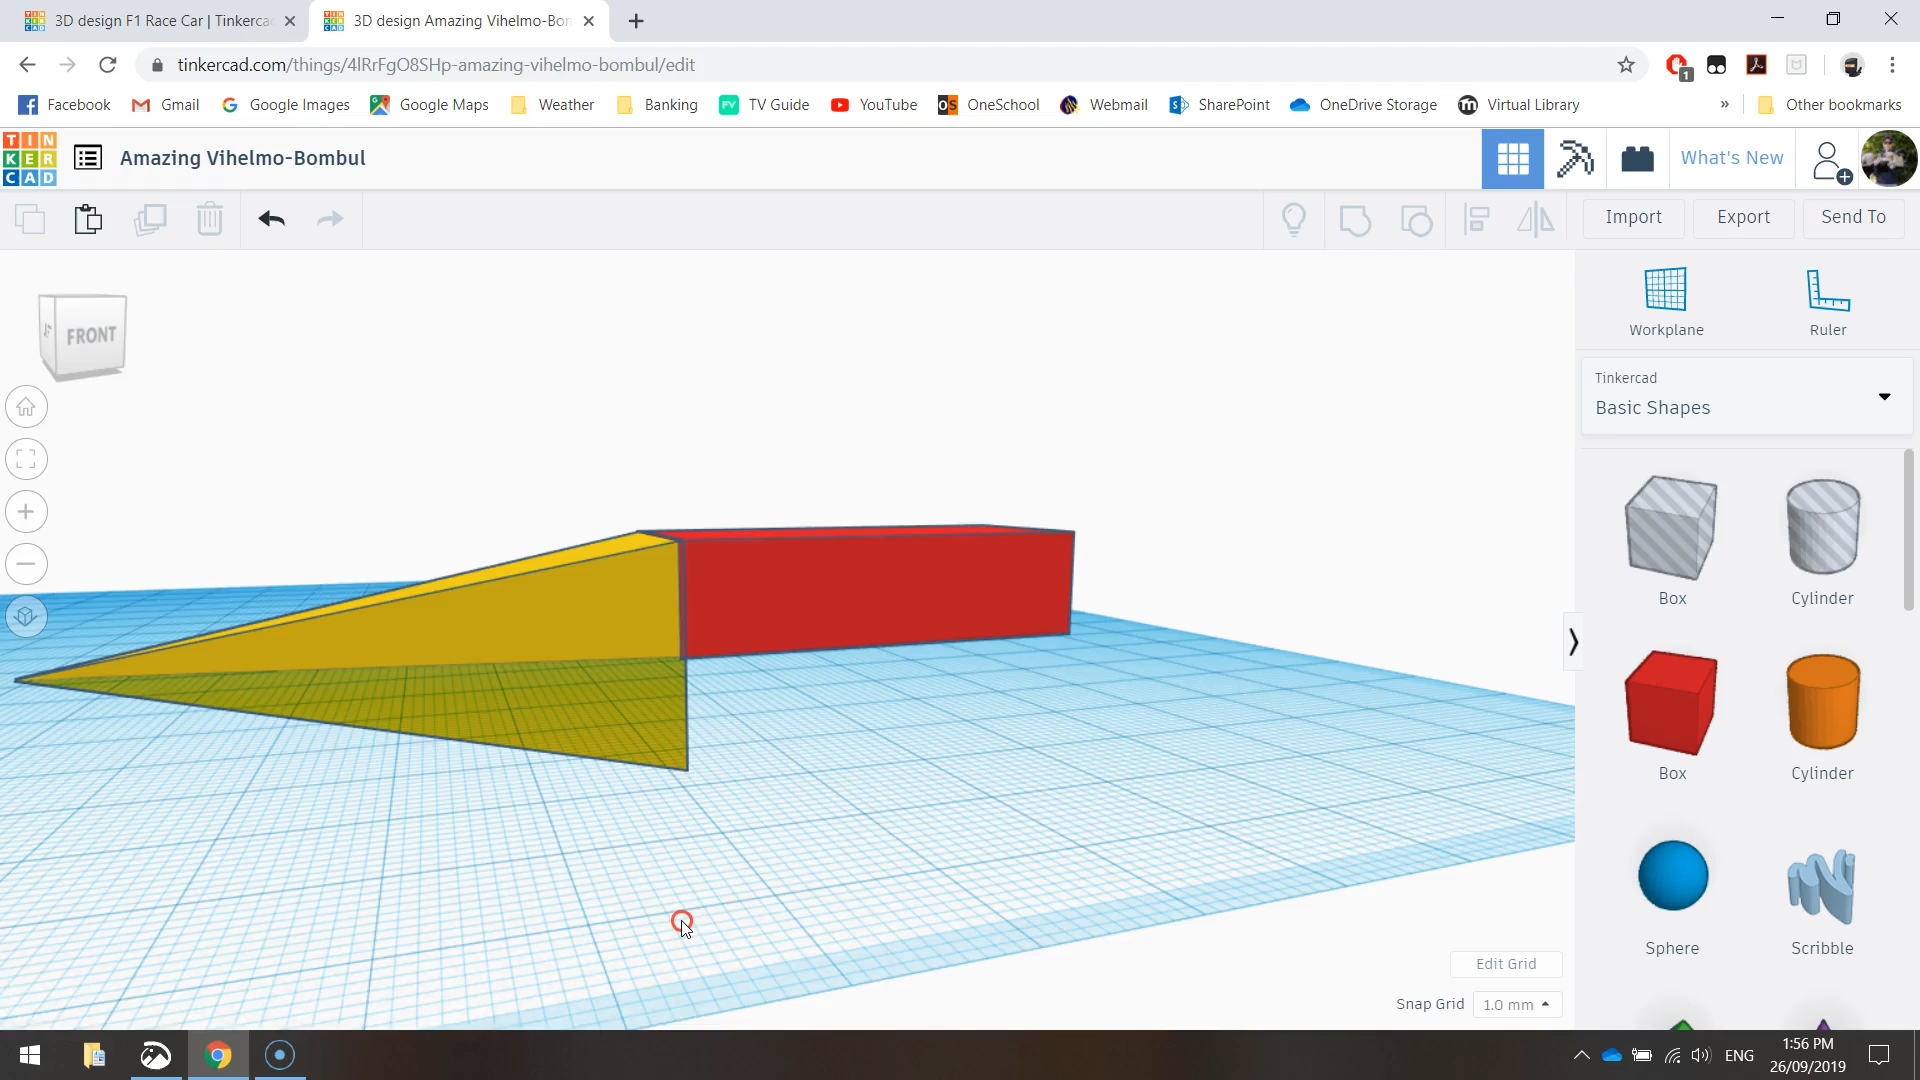 3D design F1 Race Car | Tinkerca
3D design Amazing Vihelmo-Bom
tinkercad.com/things/4lRrFgO8SHp-amazing-vihelmo-bombul/edit
1
Facebook Gmail Google Images Google Maps Weather Banking TV Guide YouTube OneSchool Webmail SharePoint OneDrive Storage Virtual Library » Other bookmarks
TIN
KER
CAD
Amazing Vihelmo-Bombul
What's New
Import Export Send To
FRONT
Workplane Ruler
Tinkercad
Basic Shapes
Box Cylinder
Box Cylinder
Sphere Scribble
Edit Grid
Snap Grid 1.0 mm
ENG
1:56 PM
26/09/2019